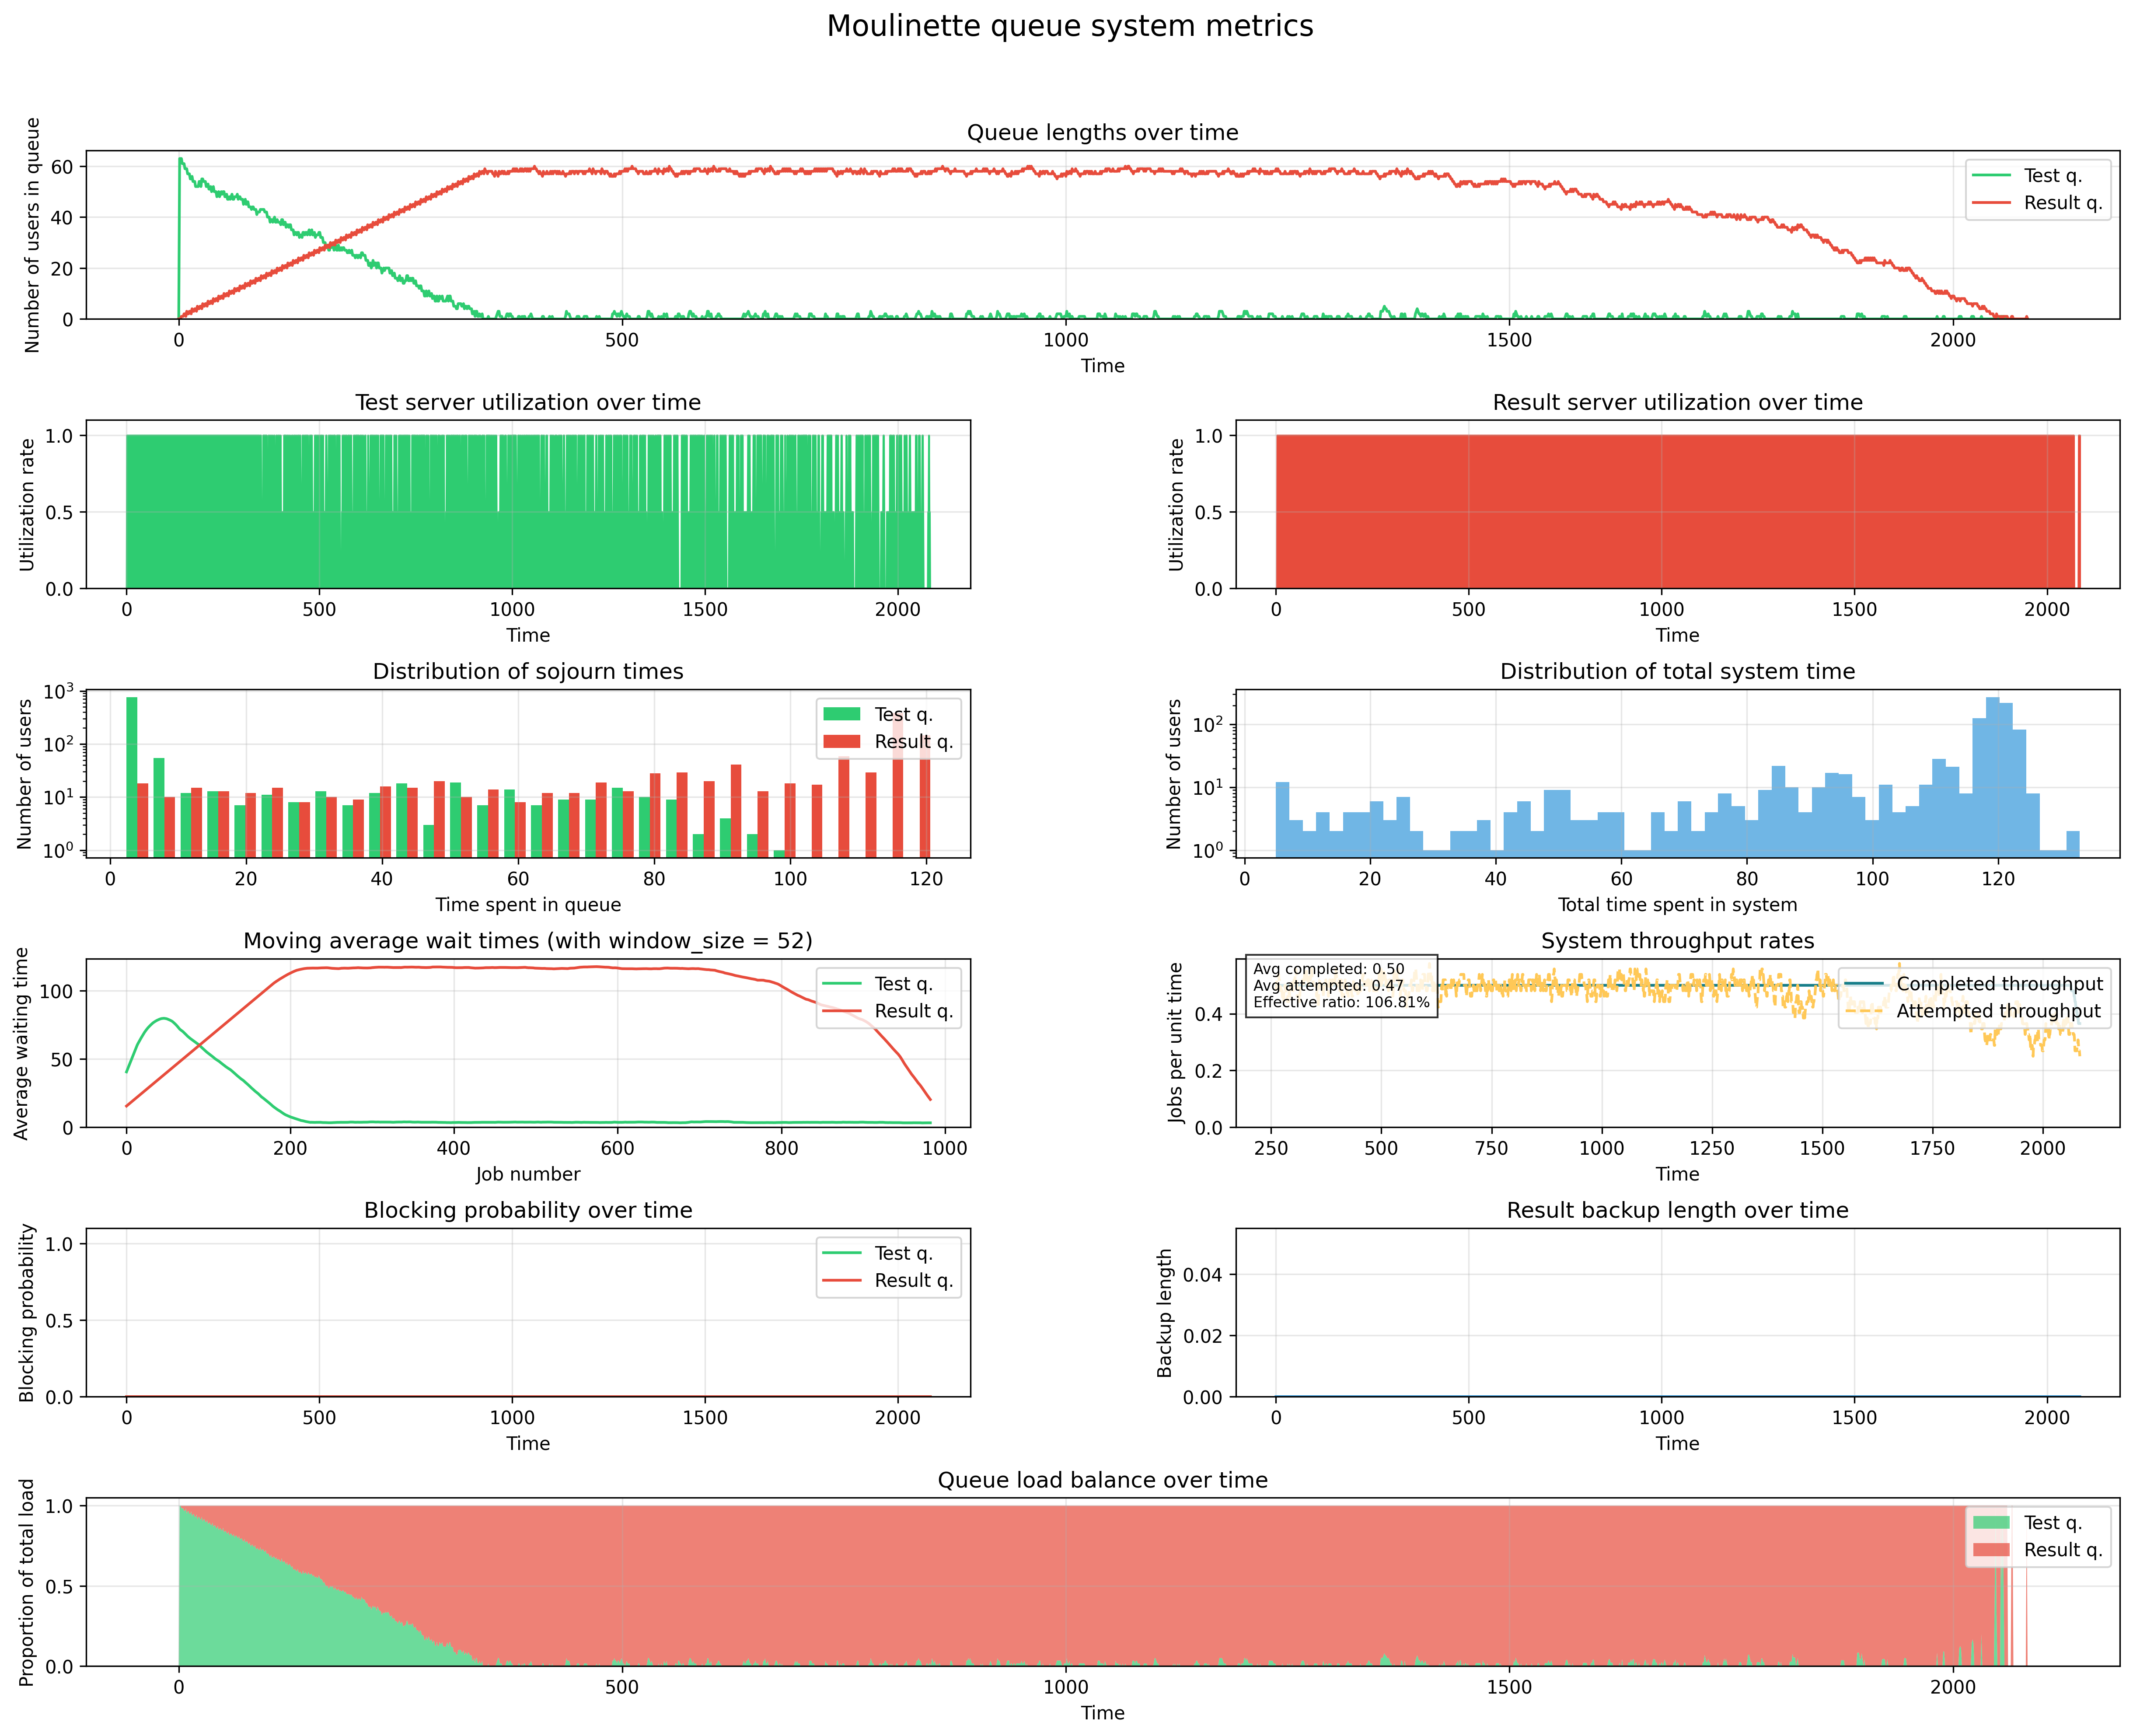 Moulinette queue system metrics
Queue lengths over time
Number of users in queue
60
40
20
0
Test q.
Result q.
0 500 1000 1500 2000
Time
Test server utilization over time
Utilization rate
1.0
0.5
0.0
0 500 1000 1500 2000
Time
Result server utilization over time
Utilization rate
1.0
0.5
0.0
0 500 1000 1500 2000
Time
Distribution of sojourn times
Number of users
10³
10²
10¹
10⁰
Test q.
Result q.
0 20 40 60 80 100 120
Time spent in queue
Distribution of total system time
Number of users
10²
10¹
10⁰
0 20 40 60 80 100 120
Total time spent in system
Moving average wait times (with window_size = 52)
Average waiting time
100
50
0
Test q.
Result q.
0 200 400 600 800 1000
Job number
System throughput rates
Jobs per unit time
0.4
0.2
0.0
Avg completed: 0.50
Avg attempted: 0.47
Effective ratio: 106.81%
Completed throughput
Attempted throughput
250 500 750 1000 1250 1500 1750 2000
Time
Blocking probability over time
Blocking probability
1.0
0.5
0.0
Test q.
Result q.
0 500 1000 1500 2000
Time
Result backup length over time
Backup length
0.04
0.02
0.00
0 500 1000 1500 2000
Time
Queue load balance over time
Proportion of total load
1.0
0.5
0.0
Test q.
Result q.
0 500 1000 1500 2000
Time